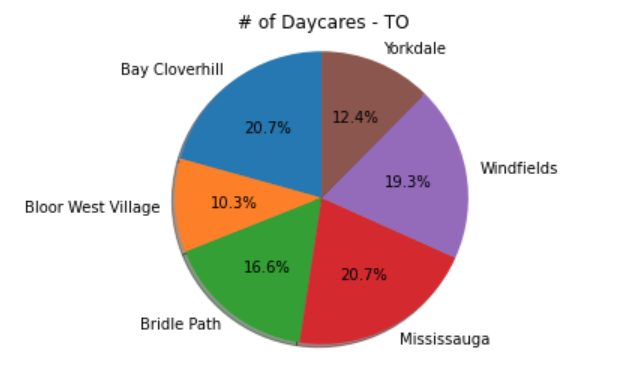 # of Daycares - TO
Yorkdale
Bay Cloverhill
12.4%
20.7%
Windfields
19.3%
10.3%
Bloor West Village
16.6%
20.7%
Bridle Path
Mississauga